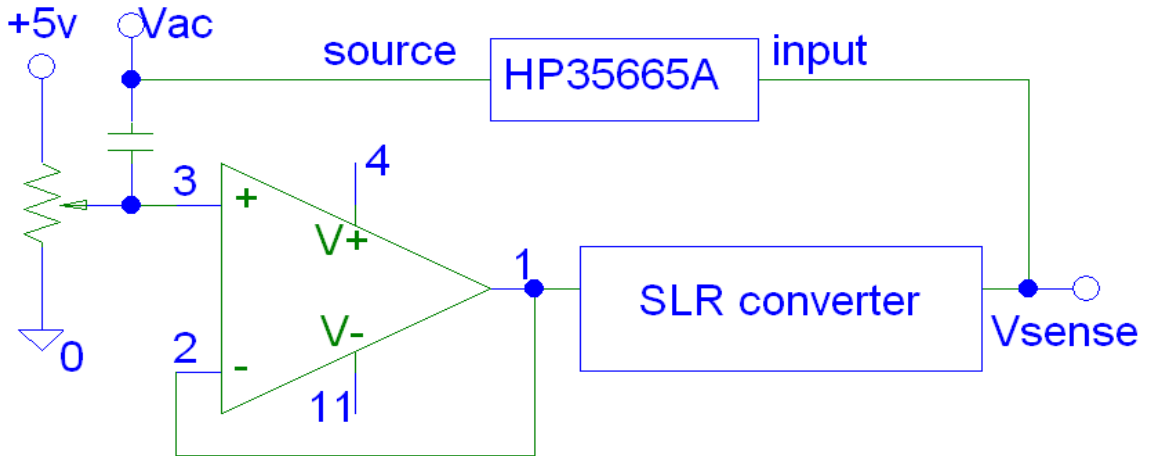 +5v
Vac
source
HP35665A
input
3
+
4
V+
1
SLR converter
V-
Vsense
0
2
-
11